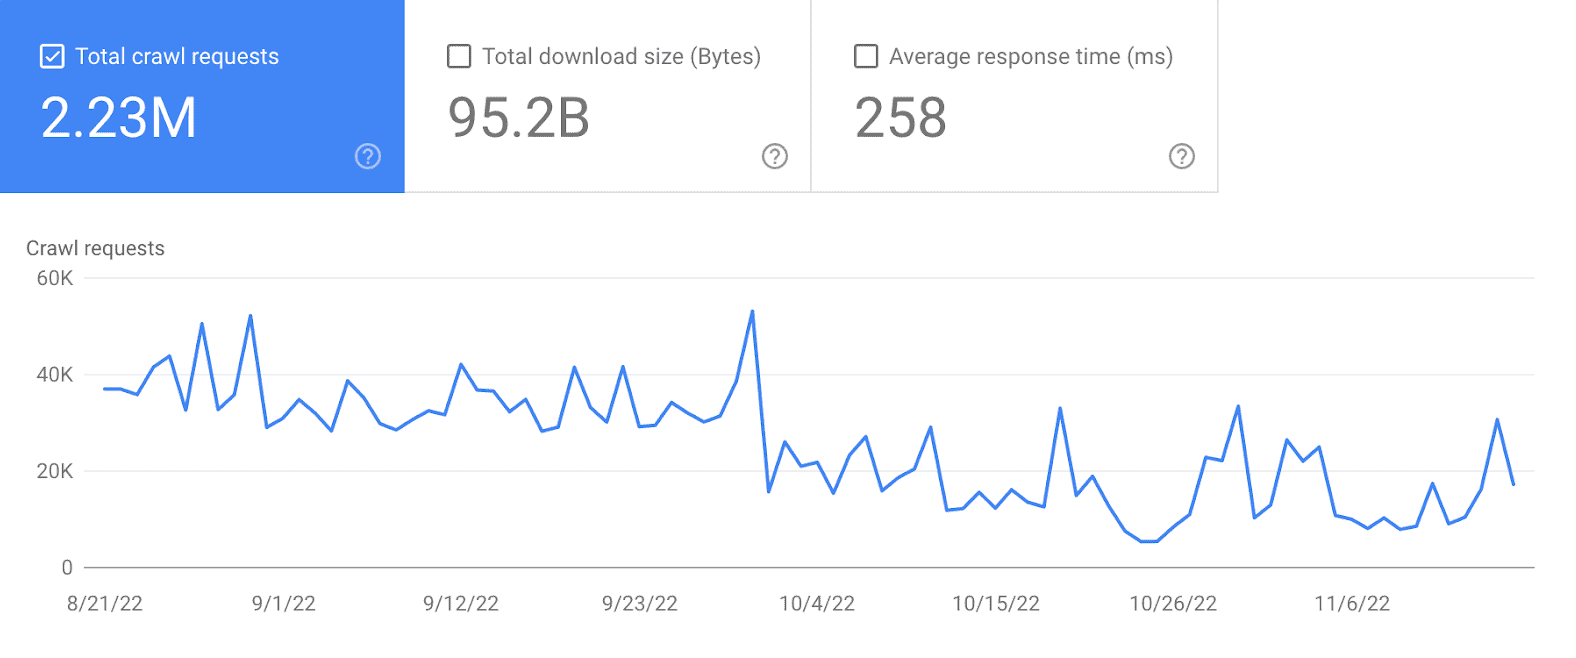 Total crawl requests
2.23M
Total download size (Bytes)
95.2B
Average response time (ms)
258
Crawl requests
60K
40K
20K
0
8/21/22 9/1/22 9/12/22 9/23/22 10/4/22 10/15/22 10/26/22 11/6/22